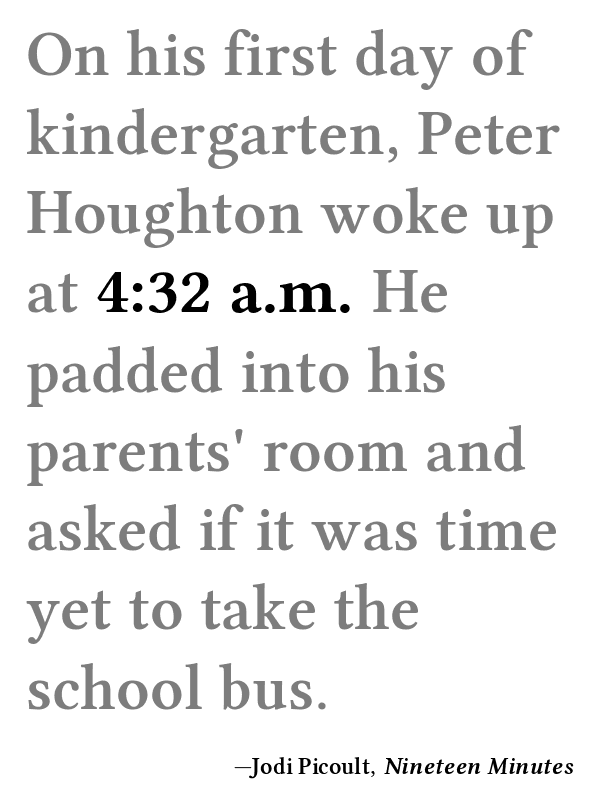 On his first day of
kindergarten, Peter
Houghton woke up
at 4:32 a.m. He
padded into his
parents' room and
asked if it was time
yet to take the
school bus.
—Jodi Picoult, Nineteen Minutes